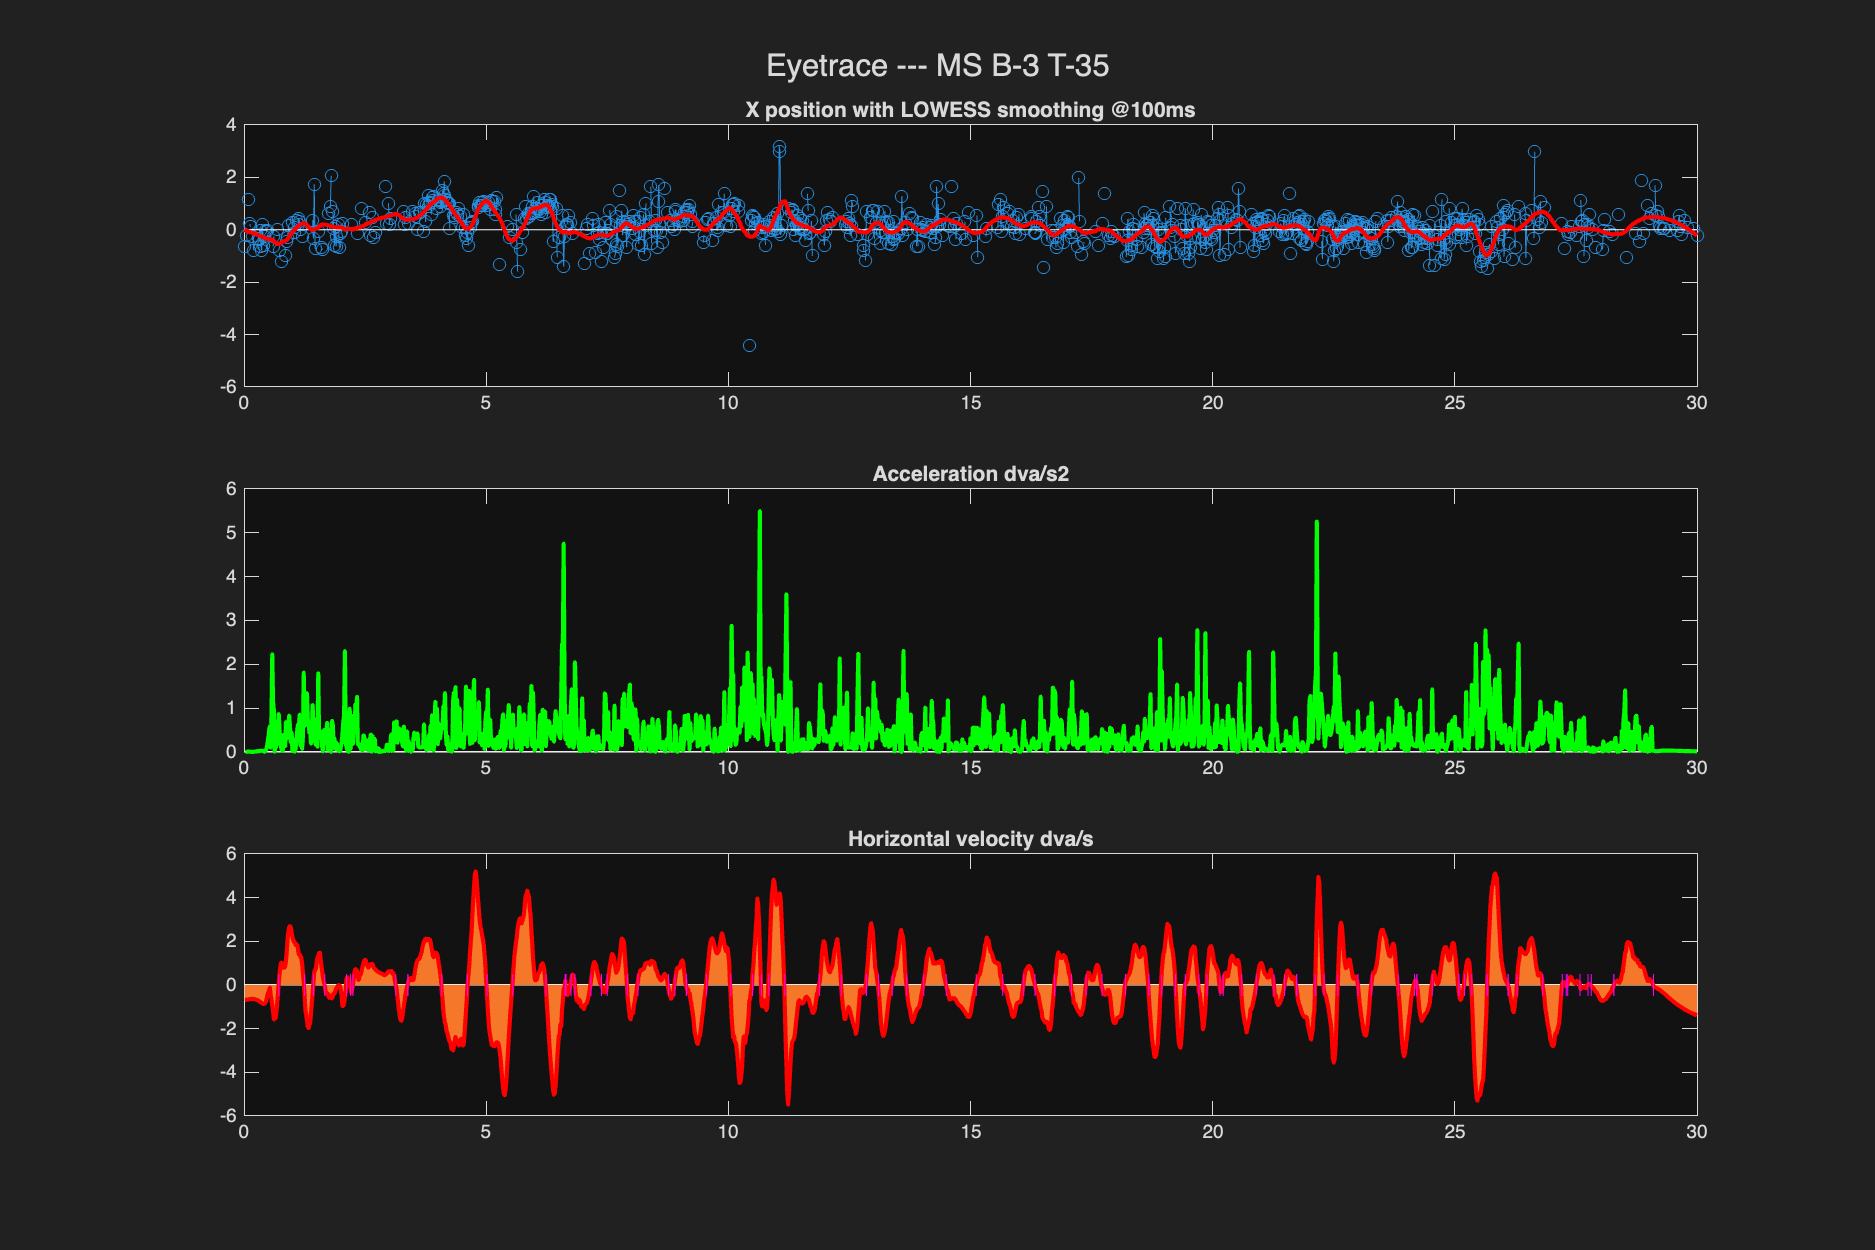 Eyetrace --- MS B-3 T-35
X position with LOWESS smoothing @100ms
4
2
0
-2
-4
-6
0 5 10 15 20 25 30
Acceleration dva/s2
6
5
4
3
2
1
0
0 5 10 15 20 25 30
Horizontal velocity dva/s
6
4
2
0
-2
-4
-6
0 5 10 15 20 25 30